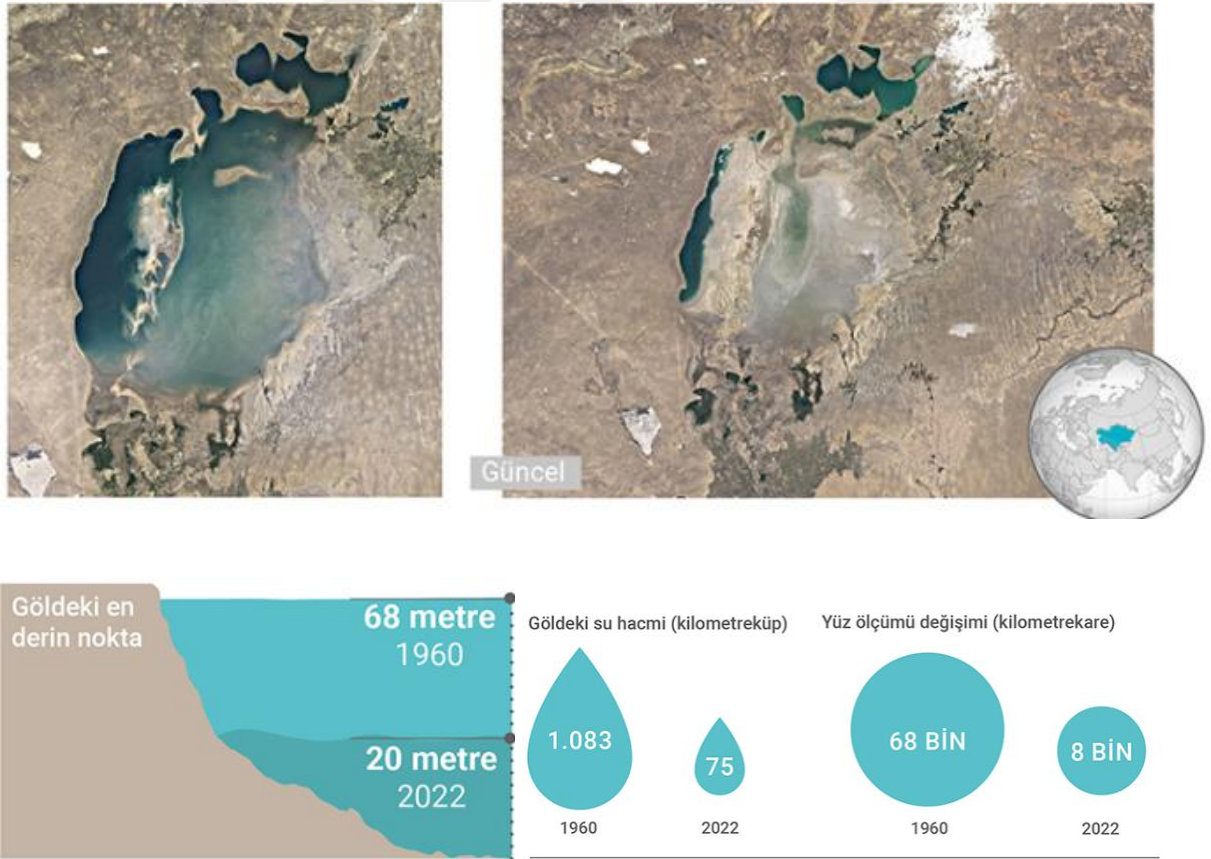 Güncel
Göldeki en
derin nokta
68 metre
1960
20 metre
2022
Göldeki su hacmi (kilometreküp)
1.083
75
1960
2022
Yüz ölçümü değişimi (kilometrekare)
68 BİN
8 BİN
1960
2022